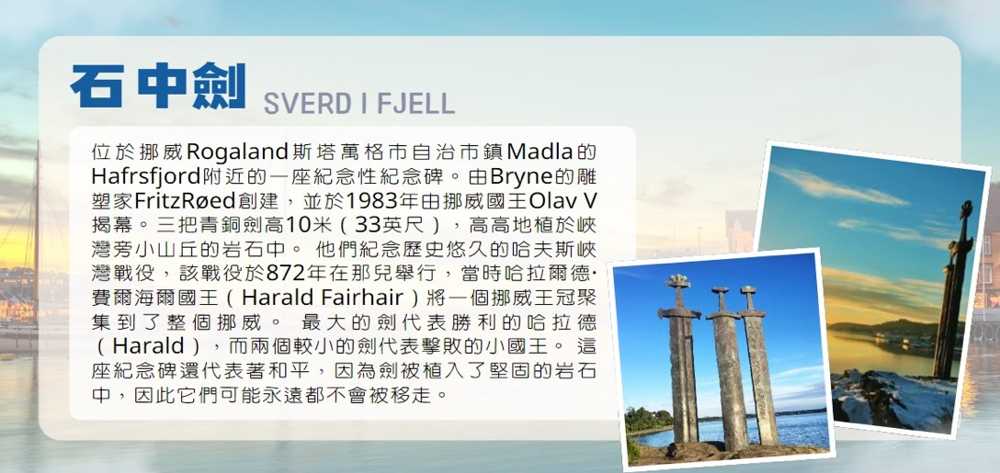 石中劍 SVERD I FJELL
位於挪威Rogaland斯塔萬格市自治市鎮Madla的
Hafrsfjord附近的一座紀念性紀念碑。由Bryne的雕
塑家FritzRøed創建，並於1983年由挪威國王Olav V
揭幕。三把青銅劍高10米（33英尺），高高地植於峽
灣旁小山丘的岩石中。 他們紀念歷史悠久的哈夫斯峽
灣戰役，該戰役於872年在那兒舉行，當時哈拉爾德·
費爾海爾國王（Harald Fairhair）將一個挪威王冠聚
集到了整個挪威。 最大的劍代表勝利的哈拉德
（Harald），而兩個較小的劍代表擊敗的小國王。 這
座紀念碑還代表著和平，因為劍被植入了堅固的岩石
中，因此它們可能永遠都不會被移走。